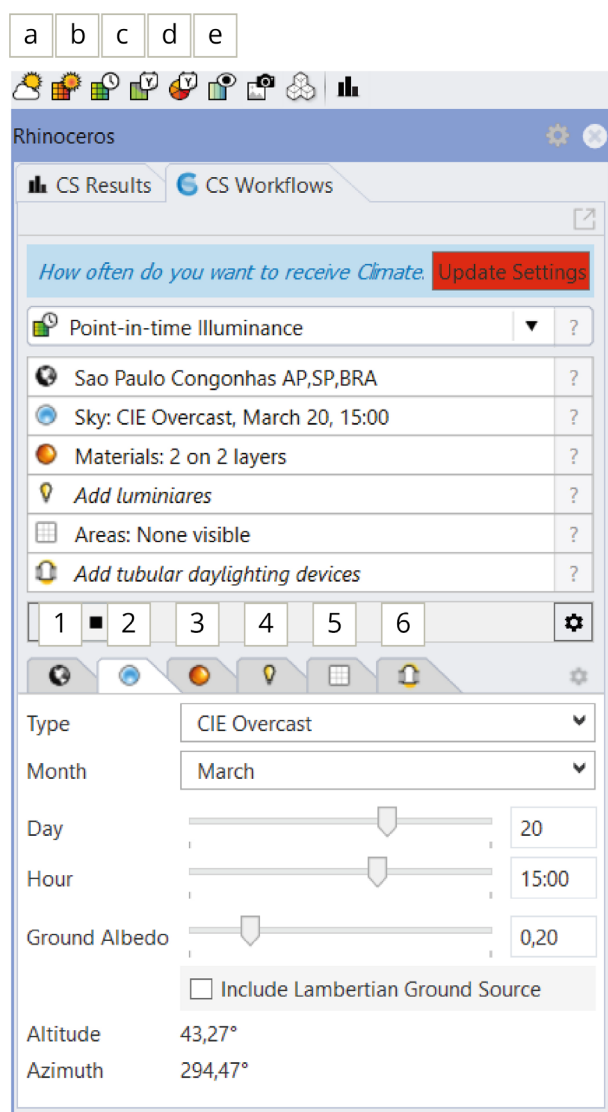 a b c d e
Rhinoceros
CS Results CS Workflows
How often do you want to receive Climate. Update Settings
Point-in-time Illuminance ?
Sao Paulo Congonhas AP,SP,BRA ?
Sky: CIE Overcast, March 20, 15:00 ?
Materials: 2 on 2 layers ?
Add luminiares ?
Areas: None visible ?
Add tubular daylighting devices ?
1 2 3 4 5 6
Type CIE Overcast
Month March
Day 20
Hour 15:00
Ground Albedo 0,20
Include Lambertian Ground Source
Altitude 43,27°
Azimuth 294,47°